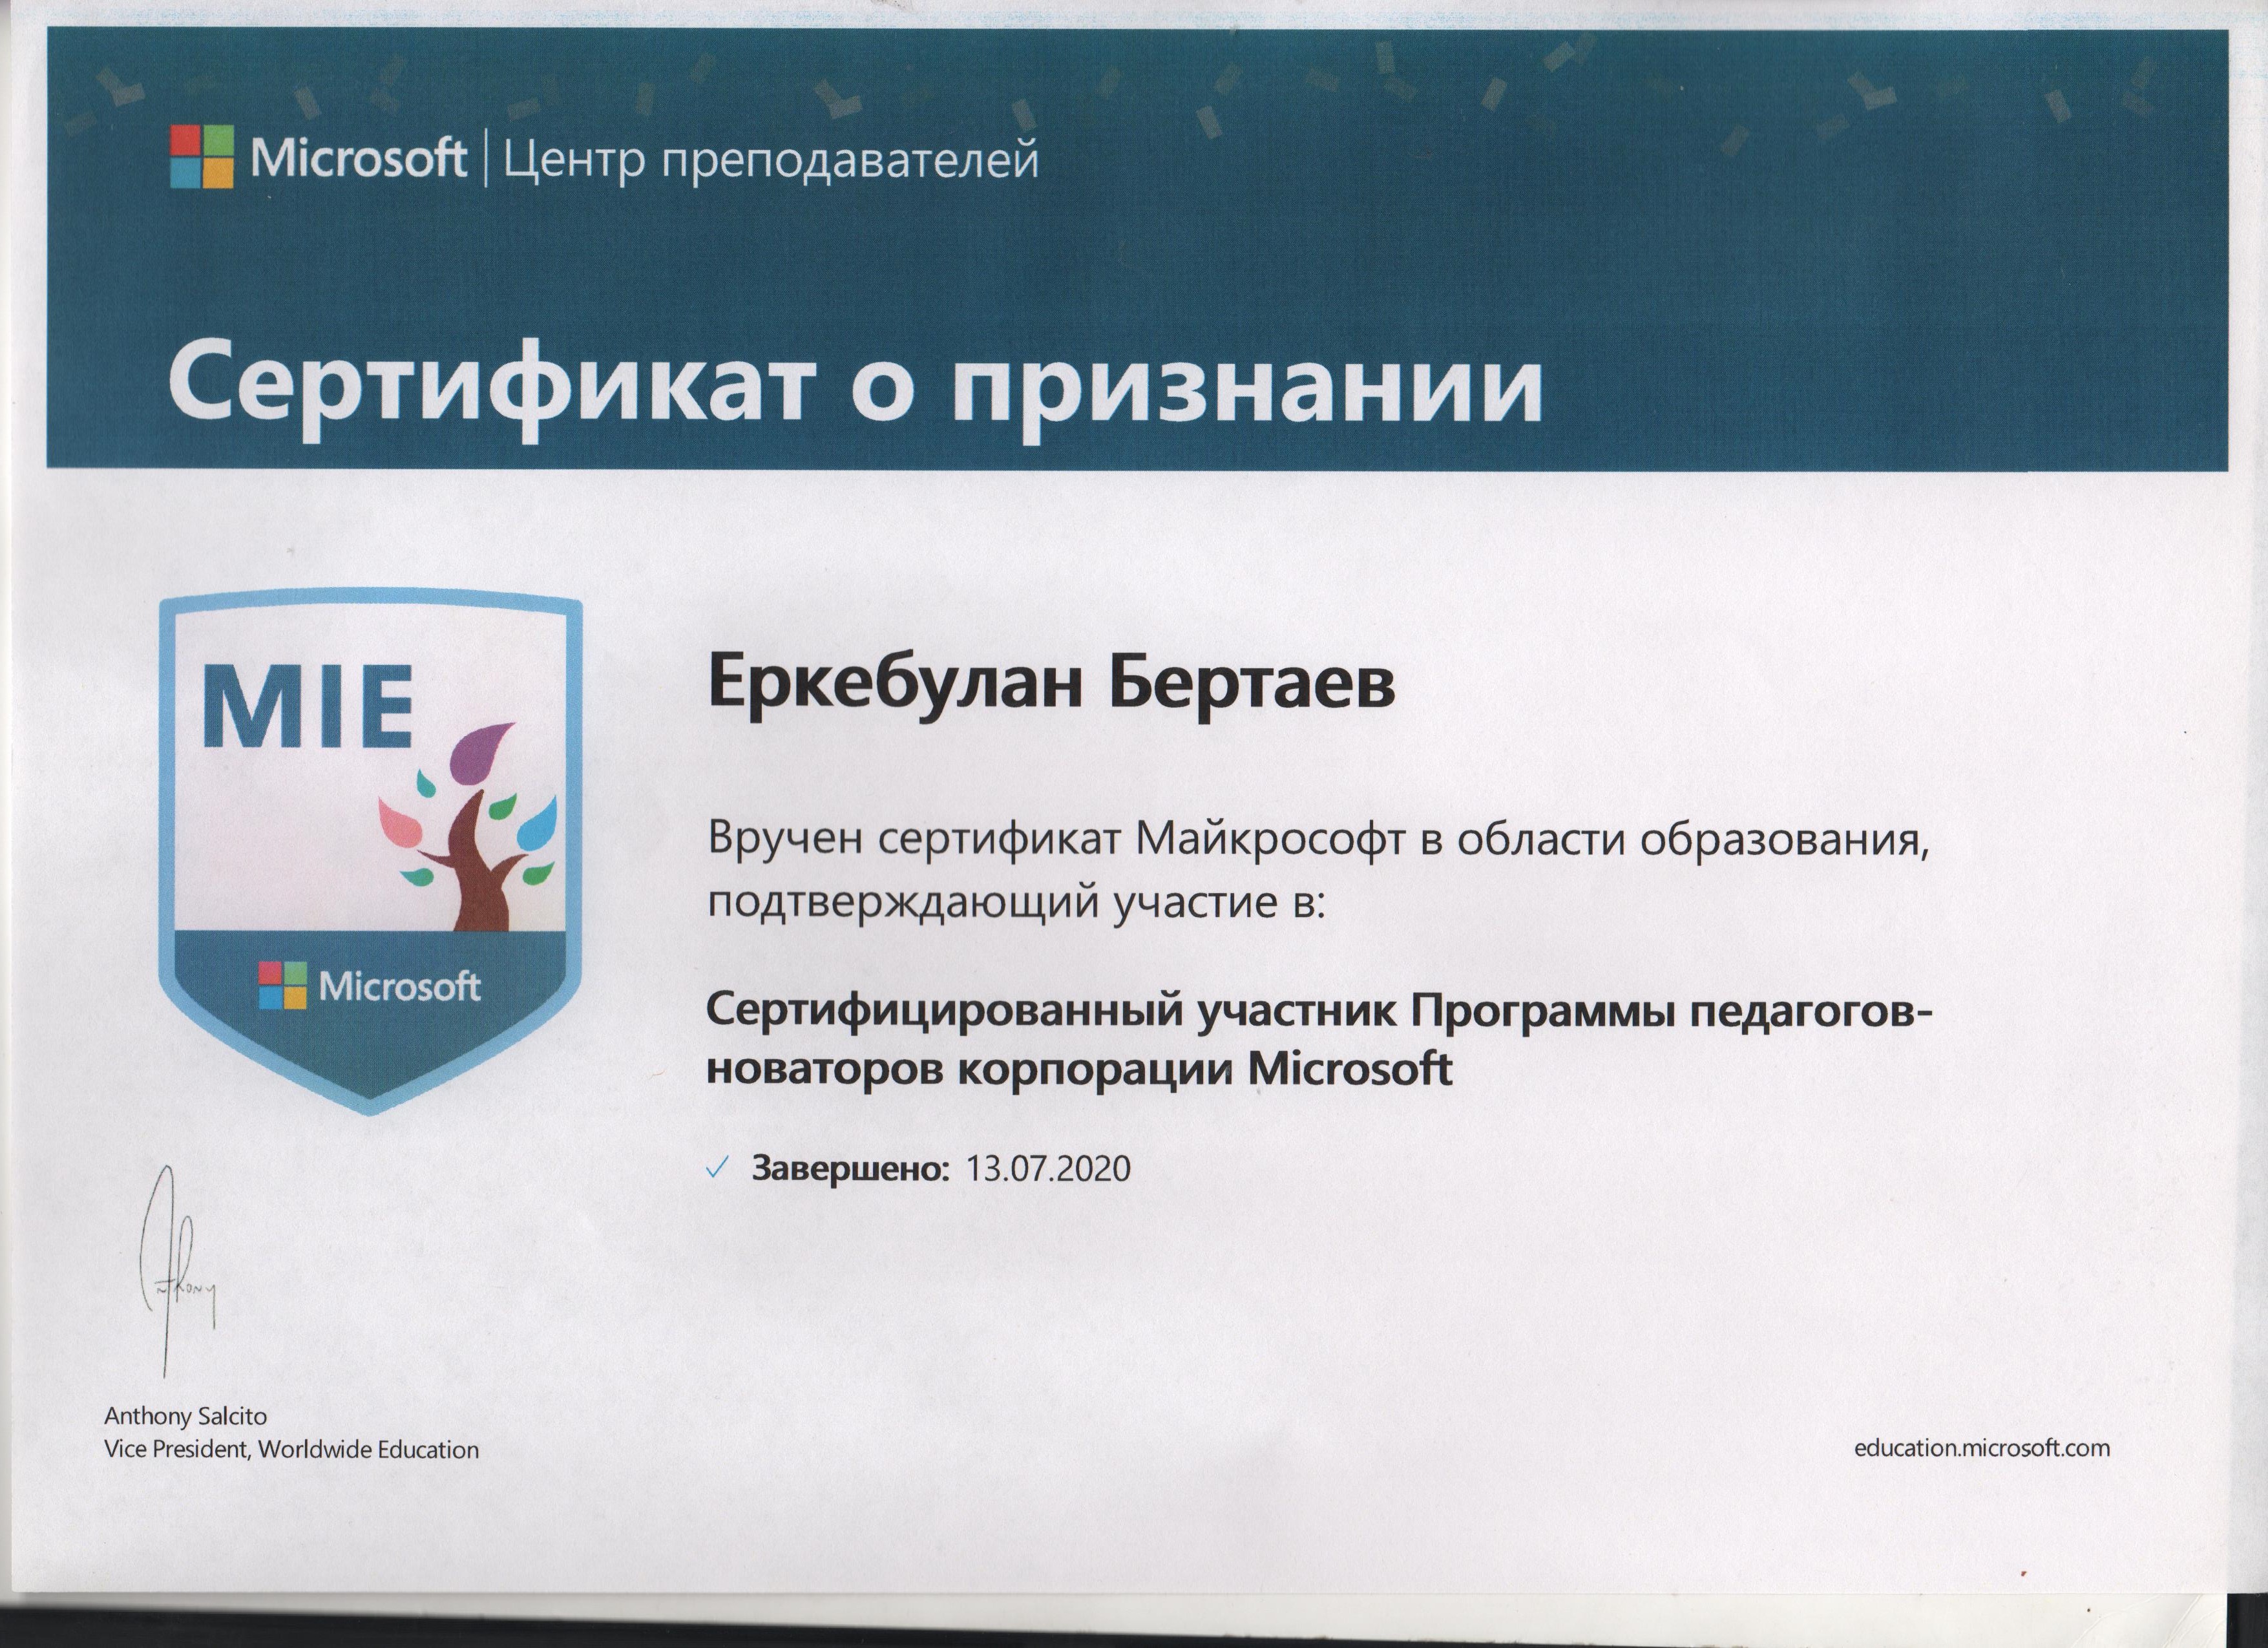 Microsoft | Центр преподавателей
Сертификат о признании
MIE
Microsoft
Еркебулан Бертаев
Вручен сертификат Майкрософт в области образования,
подтверждающий участие в:
Сертифицированный участник Программы педагогов-
новаторов корпорации Microsoft
✓ Завершено: 13.07.2020
Anthony
Anthony Salcito
Vice President, Worldwide Education
education.microsoft.com